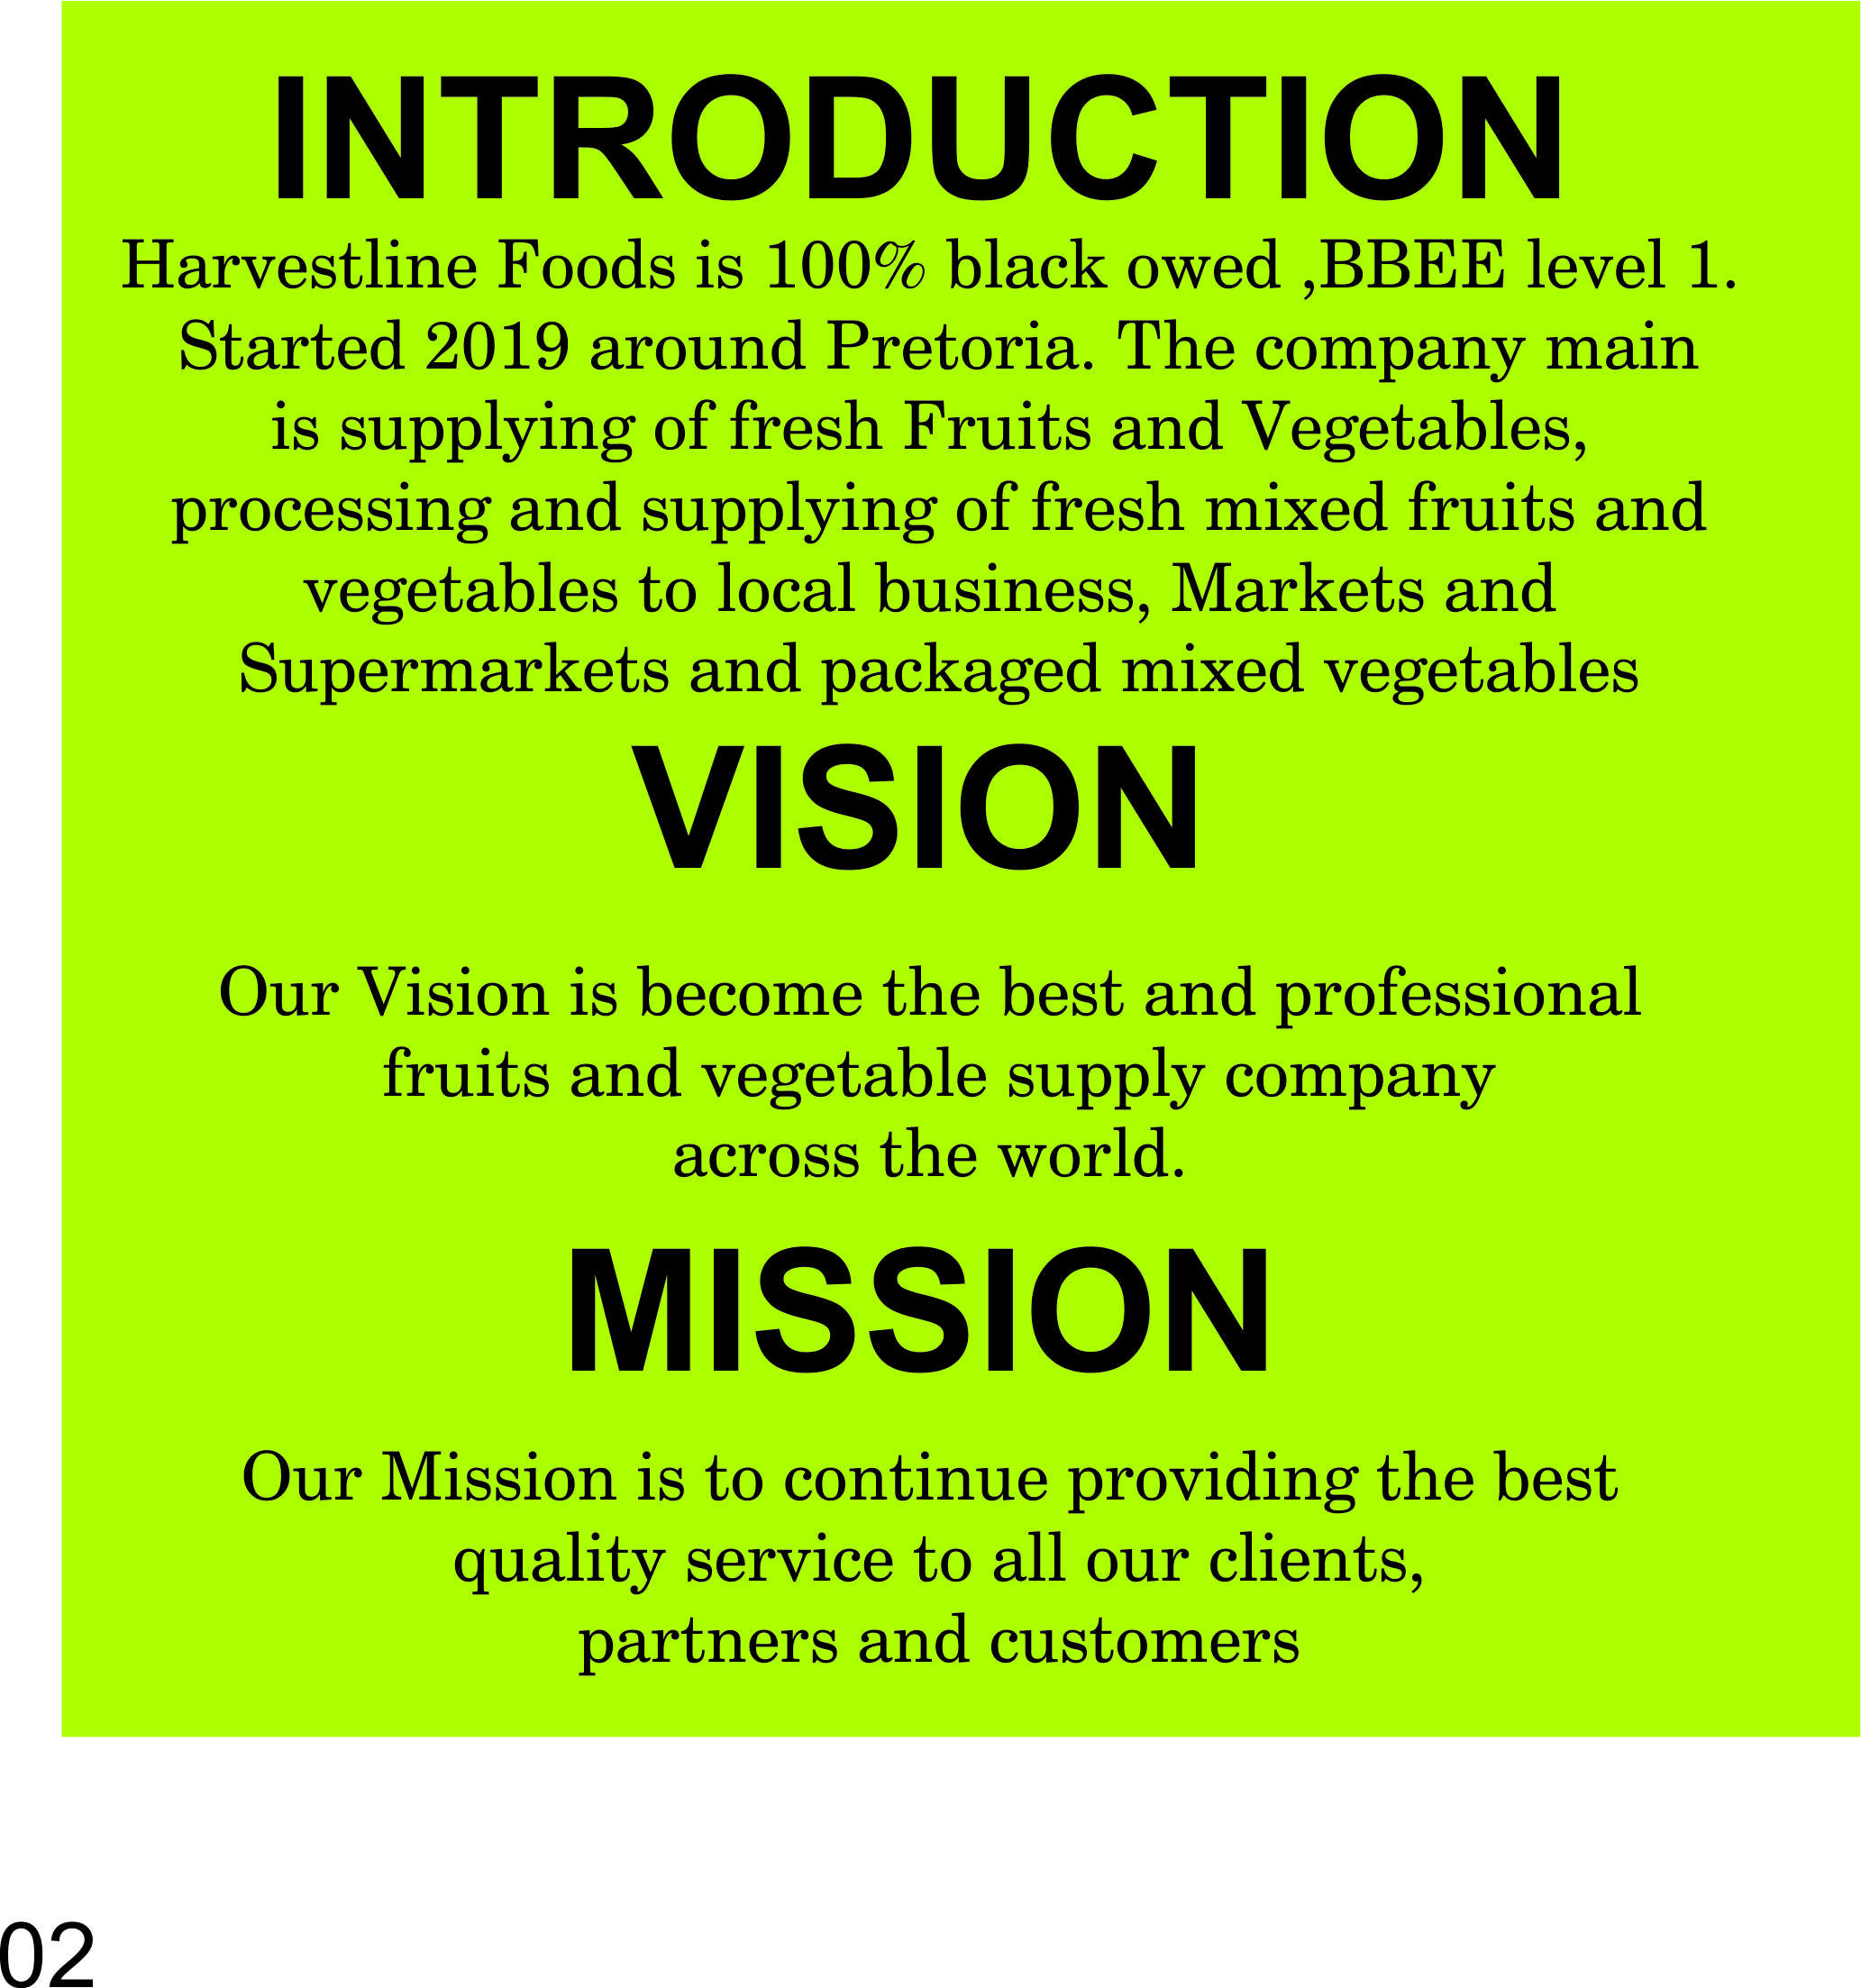 INTRODUCTION
Harvestline Foods is 100% black owed ,BBEE level 1.
Started 2019 around Pretoria. The company main
is supplying of fresh Fruits and Vegetables,
processing and supplying of fresh mixed fruits and
vegetables to local business, Markets and
Supermarkets and packaged mixed vegetables
VISION
Our Vision is become the best and professional
fruits and vegetable supply company
across the world.
MISSION
Our Mission is to continue providing the best
quality service to all our clients,
partners and customers
02